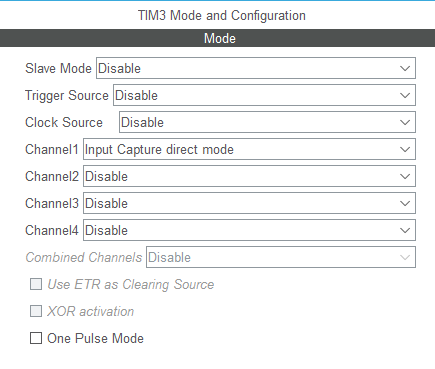 TIM3 Mode and Configuration
Mode
Slave Mode Disable
Trigger Source Disable
Clock Source Disable
Channel1 Input Capture direct mode
Channel2 Disable
Channel3 Disable
Channel4 Disable
Combined Channels Disable
Use ETR as Clearing Source
XOR activation
One Pulse Mode